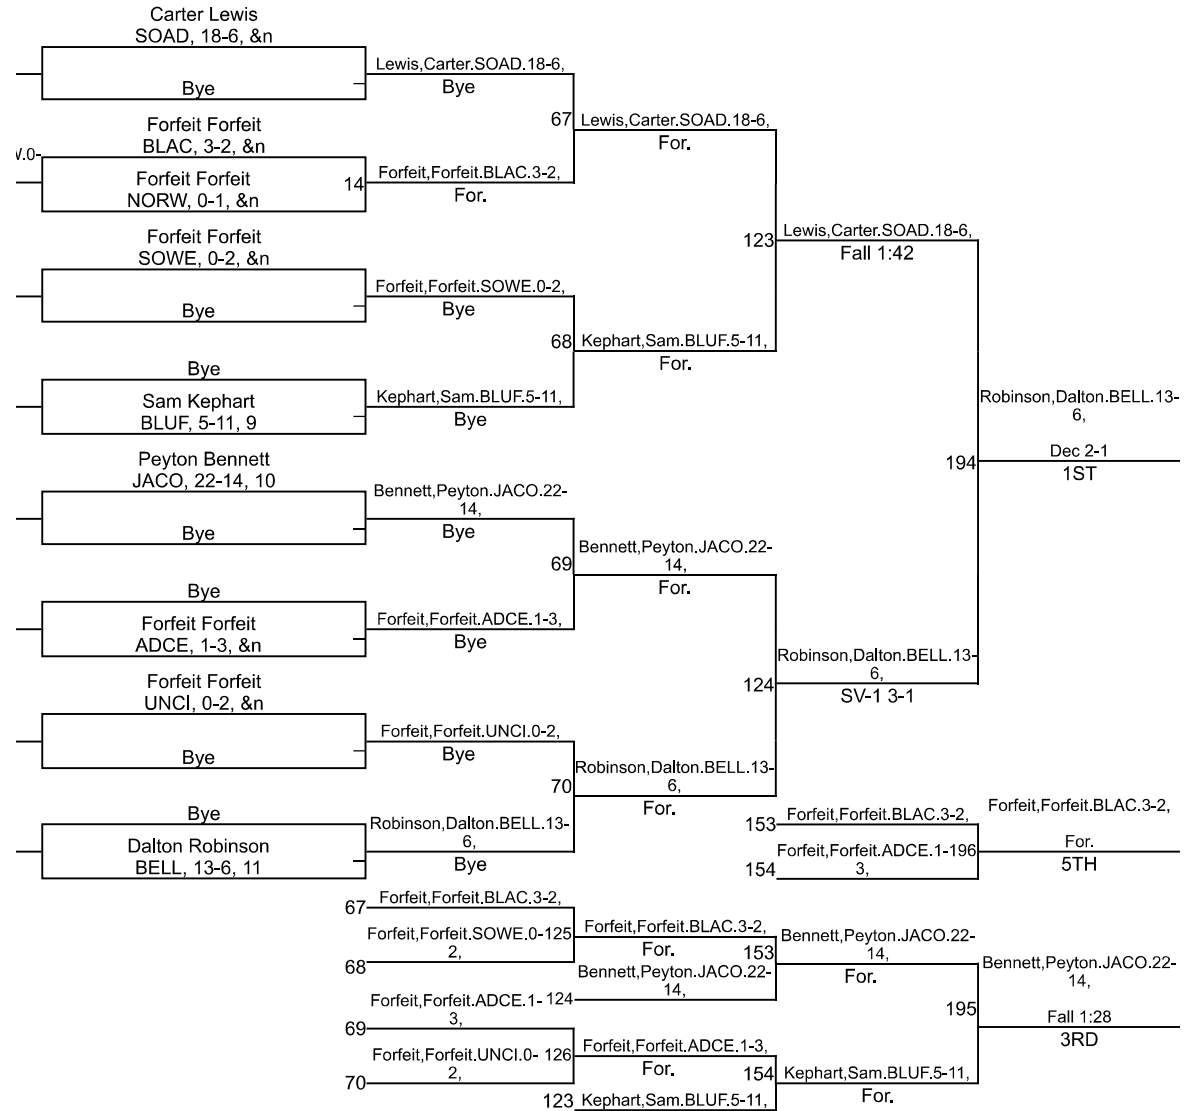 Carter Lewis
SOAD, 18-6, &n
Lewis,Carter.SOAD.18-6,
Bye
Bye
67
Lewis,Carter.SOAD.18-6,
For.
Forfeit Forfeit
BLAC, 3-2, &n
V.0-
Forfeit Forfeit
NORW, 0-1, &n
14
Forfeit,Forfeit.BLAC.3-2,
For.
123
Lewis,Carter.SOAD.18-6,
Fall 1:42
Forfeit Forfeit
SOWE, 0-2, &n
Bye
Forfeit,Forfeit.SOWE.0-2,
Bye
68
Kephart,Sam.BLUF.5-11,
For.
Bye
Sam Kephart
BLUF, 5-11, 9
Kephart,Sam.BLUF.5-11,
Bye
Robinson,Dalton.BELL.13-
6,
194
Dec 2-1
1ST
Peyton Bennett
JACO, 22-14, 10
Bye
Bennett,Peyton.JACO.22-
14,
Bye
69
Bennett,Peyton.JACO.22-
14,
For.
Bye
Forfeit Forfeit
ADCE, 1-3, &n
Forfeit,Forfeit.ADCE.1-3,
Bye
124
Robinson,Dalton.BELL.13-
6,
SV-1 3-1
Forfeit Forfeit
UNCI, 0-2, &n
Bye
Forfeit,Forfeit.UNCI.0-2,
Bye
70
Robinson,Dalton.BELL.13-
6,
For.
Bye
Dalton Robinson
BELL, 13-6, 11
Robinson,Dalton.BELL.13-
6,
Bye
153
Forfeit,Forfeit.BLAC.3-2,
154
Forfeit,Forfeit.ADCE.1-196
3,
Forfeit,Forfeit.BLAC.3-2,
For.
5TH
67
Forfeit,Forfeit.BLAC.3-2,
68
Forfeit,Forfeit.SOWE.0-125
2,
Forfeit,Forfeit.BLAC.3-2,
For.
153
Bennett,Peyton.JACO.22-
14,
124
Bennett,Peyton.JACO.22-
14,
For.
69
Forfeit,Forfeit.ADCE.1-
3,
70
Forfeit,Forfeit.UNCI.0-
2,
126
Forfeit,Forfeit.ADCE.1-3,
For.
154
123
Kephart,Sam.BLUF.5-11,
Kephart,Sam.BLUF.5-11,
For.
195
Bennett,Peyton.JACO.22-
14,
Fall 1:28
3RD